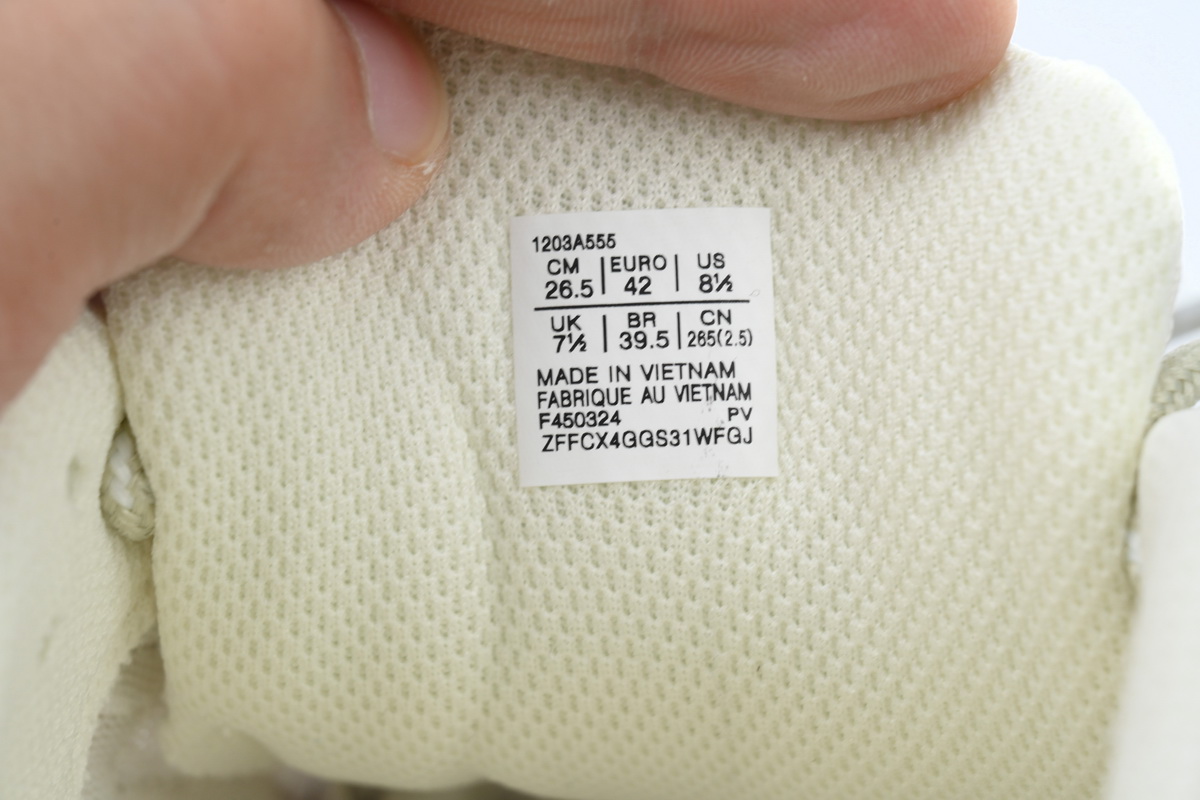 1203A555
CM | EURO | US
26.5 | 42 | 8½
UK | BR | CN
7½ | 39.5 | 265(2.5)
MADE IN VIETNAM
FABRIQUE AU VIETNAM
F450324 PV
ZFFCX4GGS31WFGJ